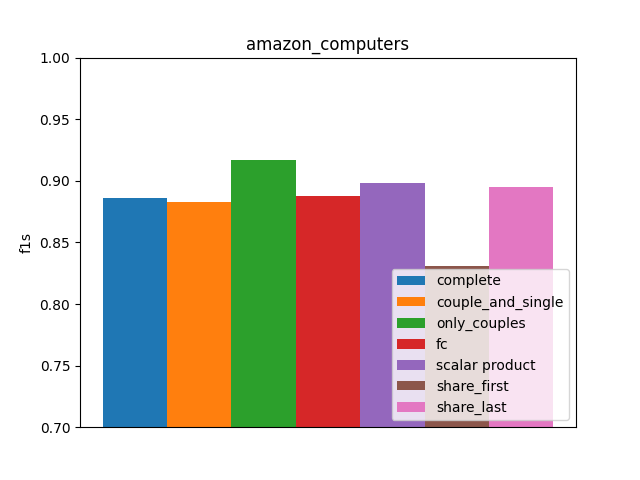 amazon_computers
1.00
0.95
0.90
0.85
0.80
0.75
0.70
f1s
complete
couple_and_single
only_couples
fc
scalar product
share_first
share_last